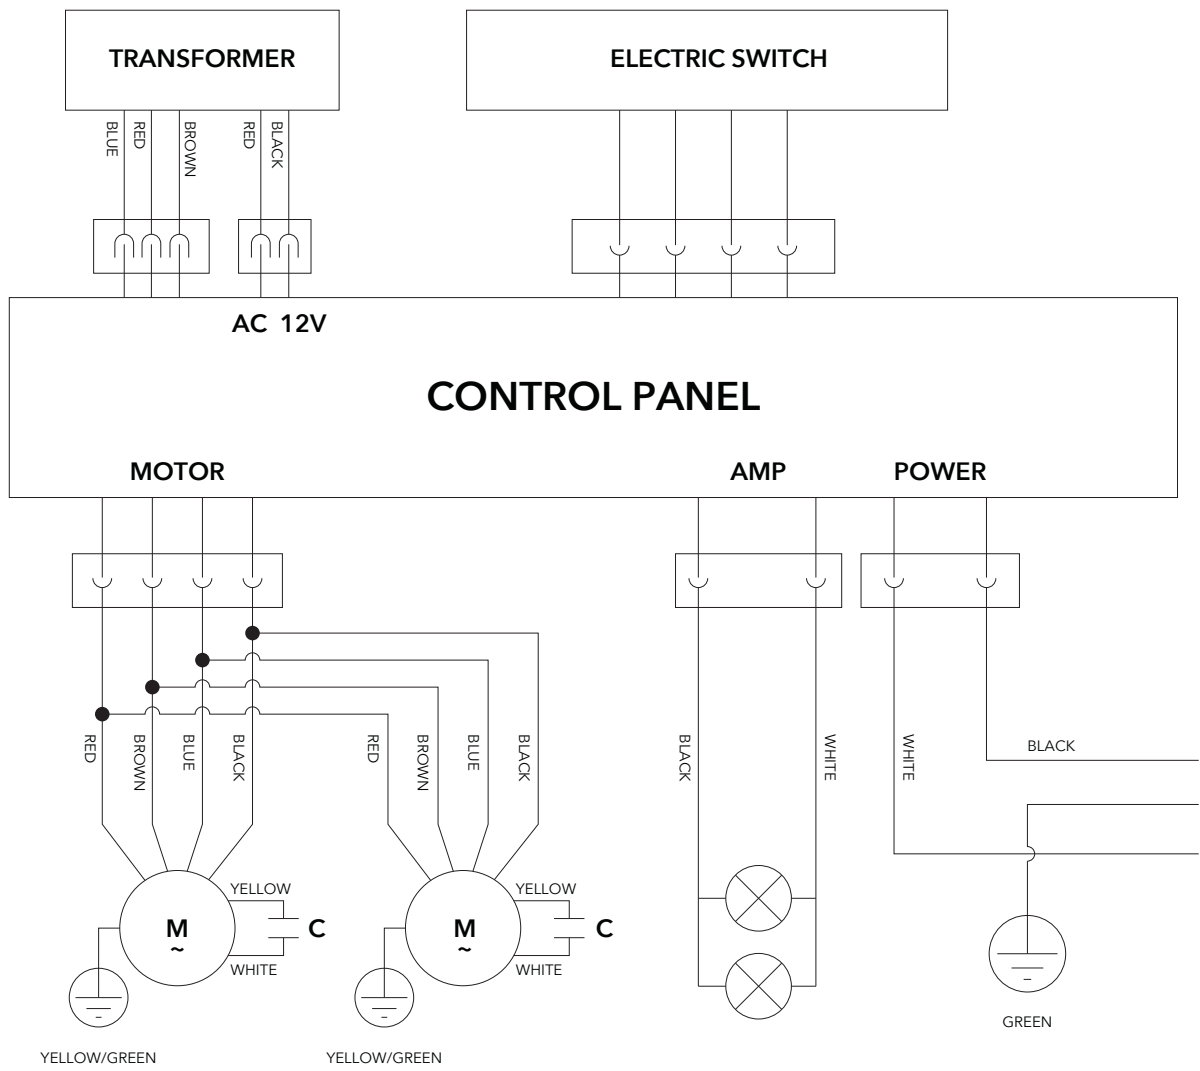 TRANSFORMER
ELECTRIC SWITCH
BLUE
RED
BROWN
RED
BLACK
AC 12V
CONTROL PANEL
MOTOR
AMP
POWER
RED
BROWN
BLUE
BLACK
RED
BROWN
BLUE
BLACK
BLACK
WHITE
WHITE
BLACK
YELLOW
M
~
C
WHITE
YELLOW
M
~
C
WHITE
GREEN
YELLOW/GREEN
YELLOW/GREEN